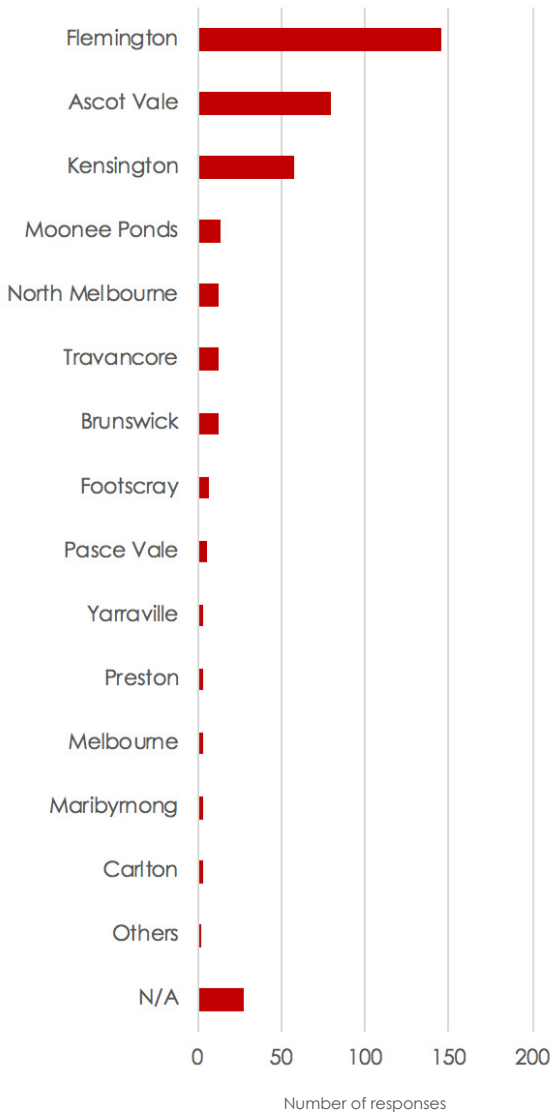 Flemington
Ascot Vale
Kensington
Moonee Ponds
North Melbourne
Travancore
Brunswick
Footscray
Pasce Vale
Yarraville
Preston
Melbourne
Maribyrnong
Carlton
Others
N/A
0 50 100 150 200
Number of responses